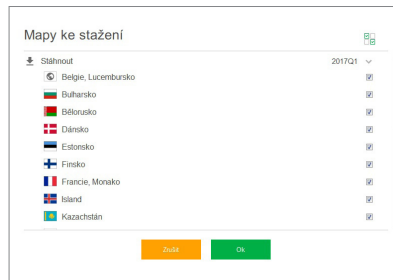 Mapy ke stažení
Stáhnout 2017Q1
Belgie, Lucembursko
Bulharsko
Bělorusko
Dánsko
Estonsko
Finsko
Francie, Monako
Island
Kazachstán
Zrušit Ok